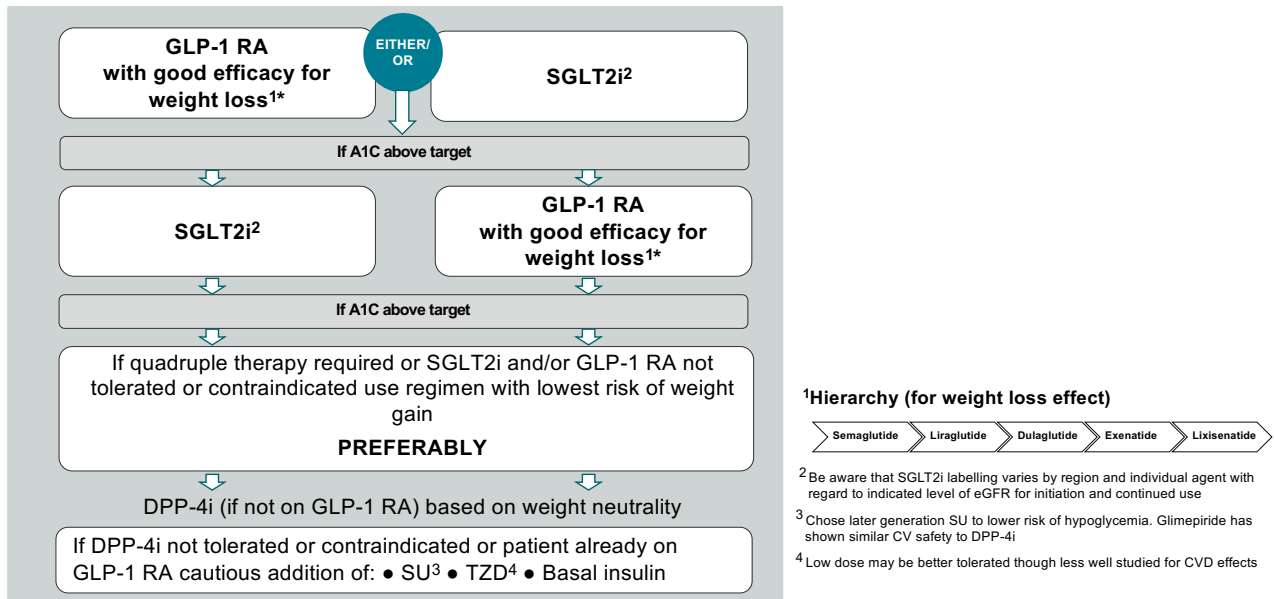 GLP-1 RA
with good efficacy for
weight loss¹*
EITHER/
OR
SGLT2i²
If A1C above target
SGLT2i²
GLP-1 RA
with good efficacy for
weight loss¹*
If A1C above target
If quadruple therapy required or SGLT2i and/or GLP-1 RA not
tolerated or contraindicated use regimen with lowest risk of weight
gain
PREFERABLY
DPP-4i (if not on GLP-1 RA) based on weight neutrality
If DPP-4i not tolerated or contraindicated or patient already on
GLP-1 RA cautious addition of: ● SU³ ● TZD⁴ ● Basal insulin
¹Hierarchy (for weight loss effect)
Semaglutide Liraglutide Dulaglutide Exenatide Lixisenatide
² Be aware that SGLT2i labelling varies by region and individual agent with
regard to indicated level of eGFR for initiation and continued use
³ Chose later generation SU to lower risk of hypoglycemia. Glimepiride has
shown similar CV safety to DPP-4i
⁴ Low dose may be better tolerated though less well studied for CVD effects